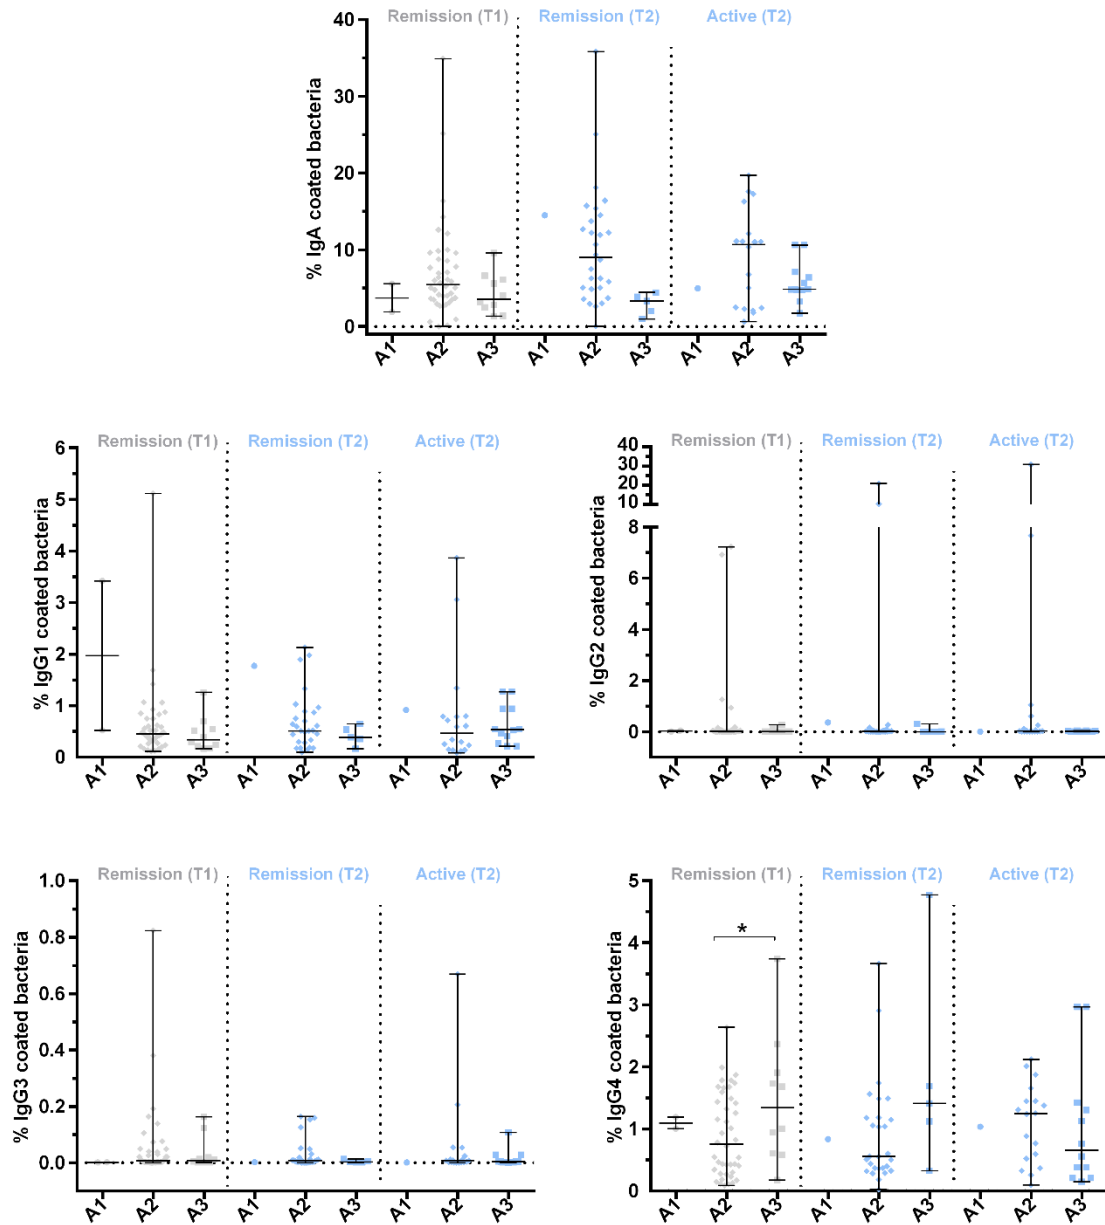 Remission (T1) Remission (T2) Active (T2)
% IgA coated bacteria
40
30
20
10
0
A1 A2 A3 A1 A2 A3 A1 A2 A3
Remission (T1) Remission (T2) Active (T2)
% IgG1 coated bacteria
6
5
4
3
2
1
0
A1 A2 A3 A1 A2 A3 A1 A2 A3
Remission (T1) Remission (T2) Active (T2)
% IgG2 coated bacteria
40
30
20
10
8
6
4
2
0
A1 A2 A3 A1 A2 A3 A1 A2 A3
Remission (T1) Remission (T2) Active (T2)
% IgG3 coated bacteria
1.0
0.8
0.6
0.4
0.2
0.0
A1 A2 A3 A1 A2 A3 A1 A2 A3
Remission (T1) Remission (T2) Active (T2)
% IgG4 coated bacteria
5
4
*
3
2
1
0
A1 A2 A3 A1 A2 A3 A1 A2 A3